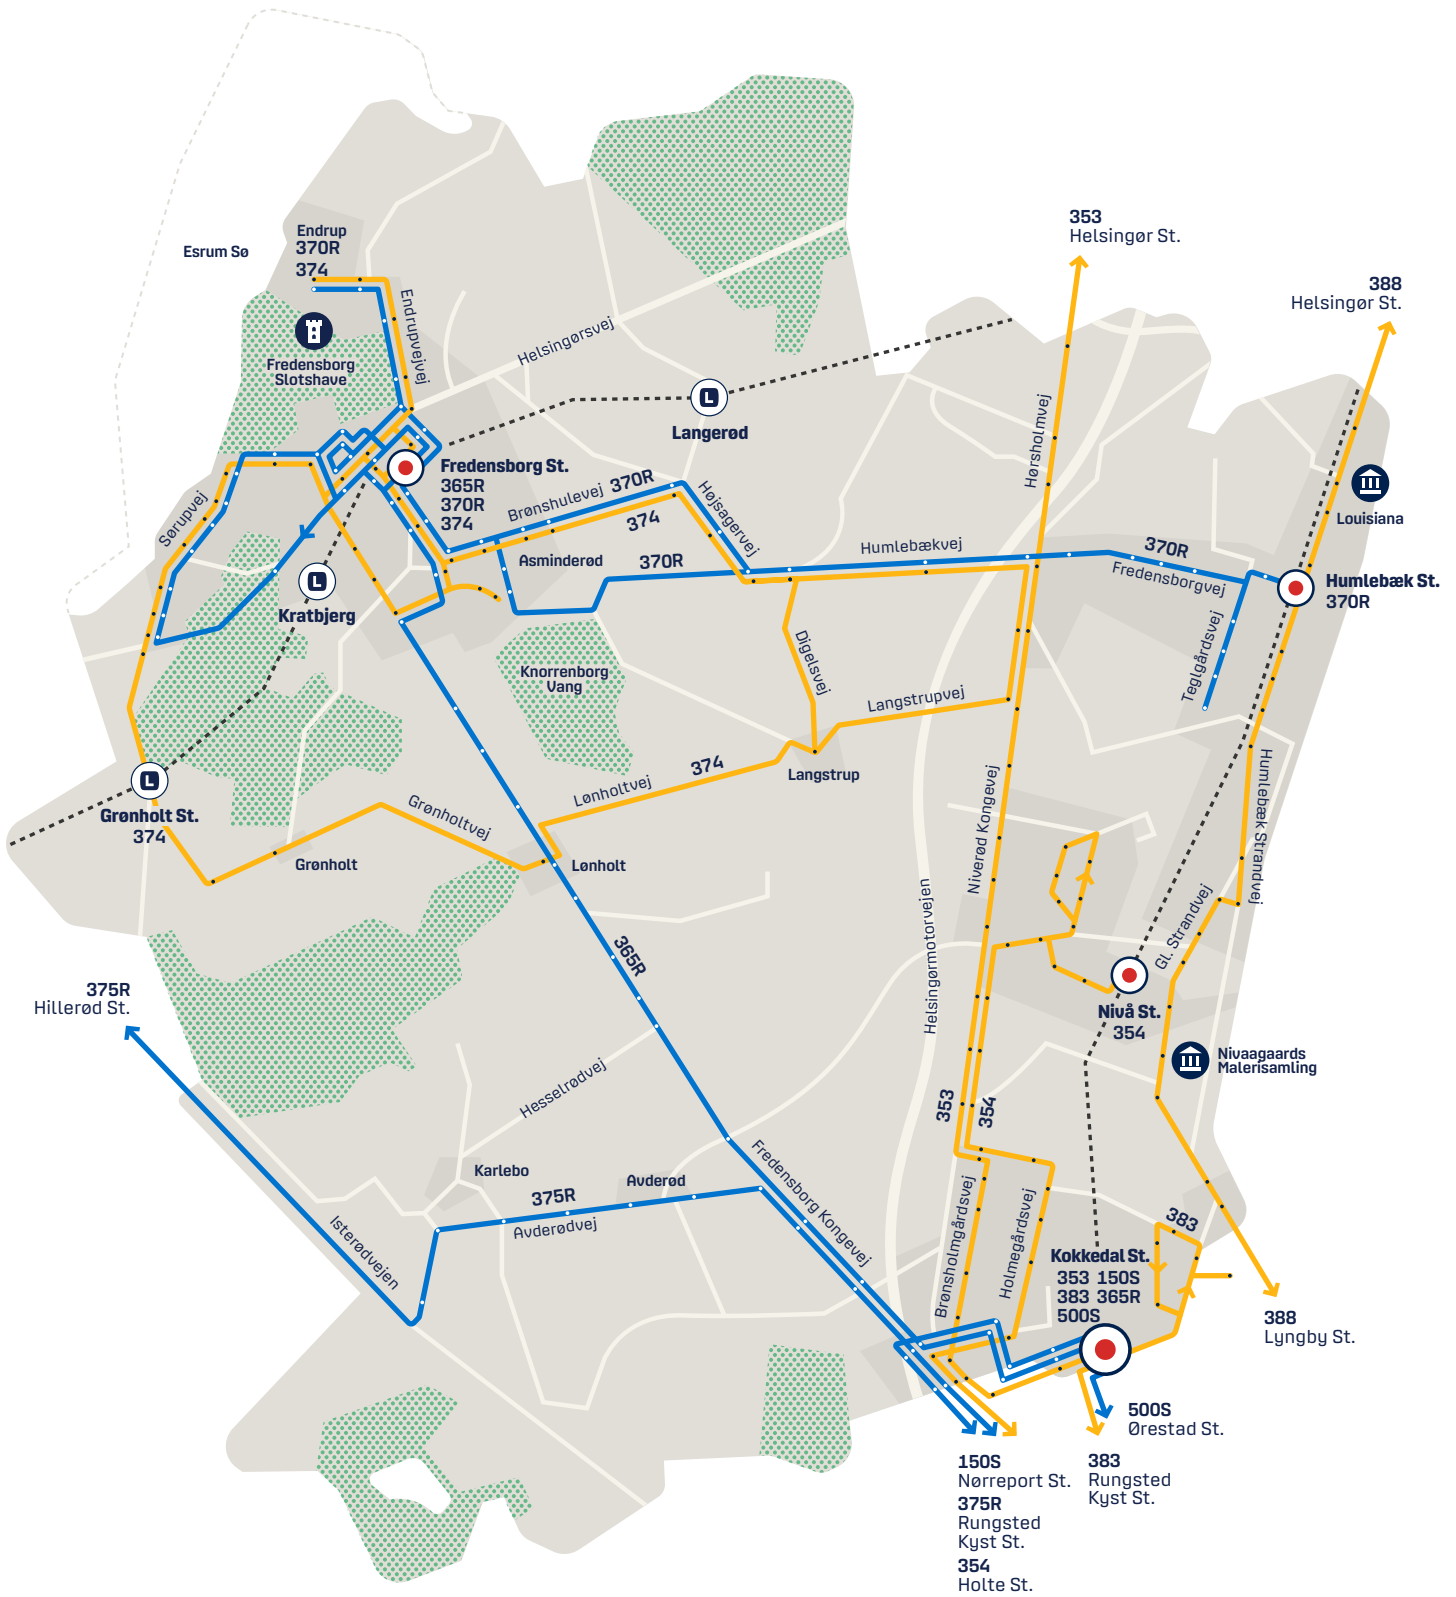 353
Helsingør St.
388
Helsingør St.
Endrup
370R
374
Esrum Sø
Endrupvejvej
Fredensborg
Slotshave
Helsingørsvej
Langerød
Hørsholmvej
Fredensborg St.
365R
370R
374
Brønshulevej
370R
374
Højsagervej
Louisiana
Sørupvej
Asminderød
370R
Humlebækvej
370R
Fredensborgvej
Humlebæk St.
370R
Kratbjerg
Teglgårdsvej
Knorrenborg
Vang
Digelsvej
Langstrupvej
Langstrup
374
Lønholtvej
Grønholt St.
374
Grønholtvej
Grønholt
Lønholt
Niverød Kongevej
Humlebæk Strandvej
Gl. Strandvej
Helsingørmotorvejen
365R
375R
Hillerød St.
Nivå St.
354
Nivaagaards
Malerisamling
353
354
Hesselrødvej
Karlebo
Avderød
375R
Avderødvej
Isterødvejen
Fredensborg Kongevej
Brønsholmgårdsvej
Holmegårdsvej
383
Kokkedal St.
353 150S
383 365R
500S
388
Lyngby St.
500S
Ørestad St.
150S
Nørreport St.
375R
Rungsted
Kyst St.
354
Holte St.
383
Rungsted
Kyst St.